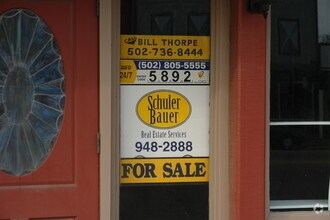 BILL THORPE
502-736-8444
24/7
(502) 805-5555
5892
Schuler
Bauer
Real Estate Services
948-2888
FOR SALE